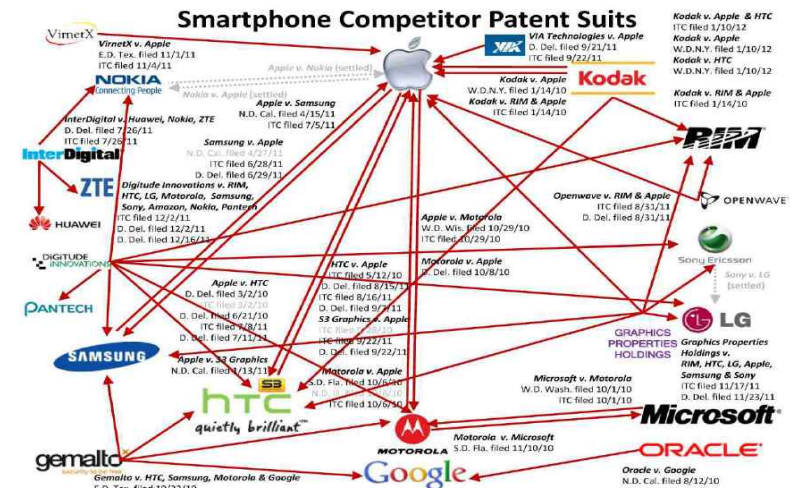 Smartphone Competitor Patent Suits
VirnetX
VirnetX v. Apple
E.D. Tex. filed 11/1/11
ITC filed 11/4/11
NOKIA
Connecting People
Apple v. Nokia (settled)
Nokia v. Apple (settled)
VIA
VIA Technologies v. Apple
D. Del. filed 9/21/11
ITC filed 9/22/11
Kodak v. Apple & HTC
ITC filed 1/10/12
Kodak v. Apple
W.D.N.Y. filed 1/10/12
Kodak v. HTC
W.D.N.Y. filed 1/10/12
Kodak v. RIM & Apple
ITC filed 1/14/10
Kodak
Kodak v. Apple
W.D.N.Y. filed 1/14/10
Kodak v. RIM & Apple
ITC filed 1/14/10
Apple v. Samsung
N.D. Cal. filed 4/15/11
ITC filed 7/5/11
Samsung v. Apple
N.D. Cal. filed 4/27/11
ITC filed 6/28/11
D. Del. filed 6/29/11
InterDigital v. Huawei, Nokia, ZTE
D. Del. filed 7/26/11
ITC filed 7/26/11
InterDigital
ZTE
HUAWEI
RIM
Digitude Innovations v. RIM,
HTC, LG, Motorola, Samsung,
Sony, Amazon, Nokia, Pantech
ITC filed 12/2/11
D. Del. filed 12/2/11
D. Del. filed 12/16/11
DIGITUDE
INNOVATIONS
PANTECH
SAMSUNG
Openwave v. RIM & Apple
ITC filed 8/31/11
D. Del. filed 8/31/11
OPENWAVE
Apple v. Motorola
W.D. Wis. filed 10/29/10
ITC filed 10/29/10
Motorola v. Apple
D. Del. filed 10/8/10
Sony Ericsson
Sony v. LG
(settled)
LG
HTC v. Apple
ITC filed 5/12/10
D. Del. filed 8/15/11
ITC filed 8/16/11
D. Del. filed 9/7/11
S3 Graphics v. Apple
ITC filed
ITC filed 9/22/11
D. Del. filed 9/22/11
Apple v. HTC
D. Del. filed 3/2/10
ITC filed 3/2/10
D. Del. filed 6/21/10
ITC filed 7/8/11
D. Del. filed 7/11/11
Apple v. S3 Graphics
N.D. Cal. filed /13/11
GRAPHICS
PROPERTIES
HOLDINGS
Graphics Properties
Holdings v.
RIM, HTC, LG, Apple,
Samsung & Sony
ITC filed 11/17/11
D. Del. filed 11/23/11
Motorola v. Apple
S.D. Fla. filed 10/6/10
ITC filed 10/6/10
S3
hTC
quietly brilliant
MOTOROLA
Microsoft v. Motorola
W.D. Wash. filed 10/1/10
ITC filed 10/1/10
Microsoft
Motorola v. Microsoft
S.D. Fla. filed 11/10/10
ORACLE
Oracle v. Google
N.D. Cal. filed 8/12/10
gemalto
security to be free
Google
Gemalto v. HTC, Samsung, Motorola & Google